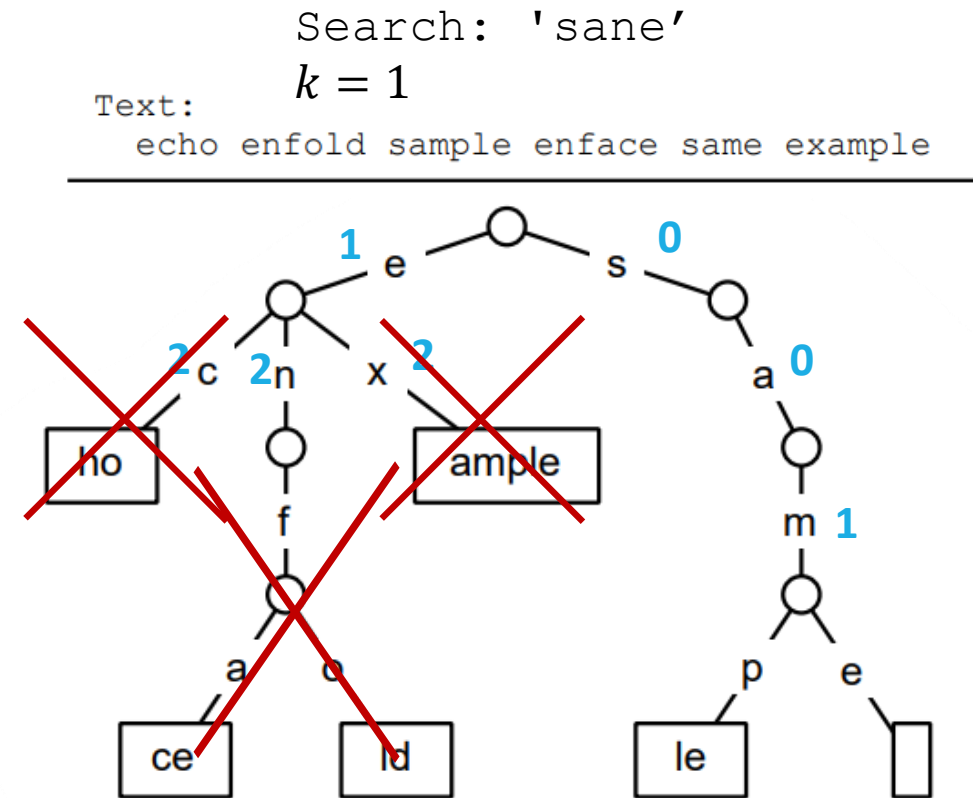 Search: 'sane’
k = 1
Text:
echo enfold sample enface same example
1 e s 0
2 c 2 n x 2 a 0
ho ample
f m 1
a o p e
ce ld le